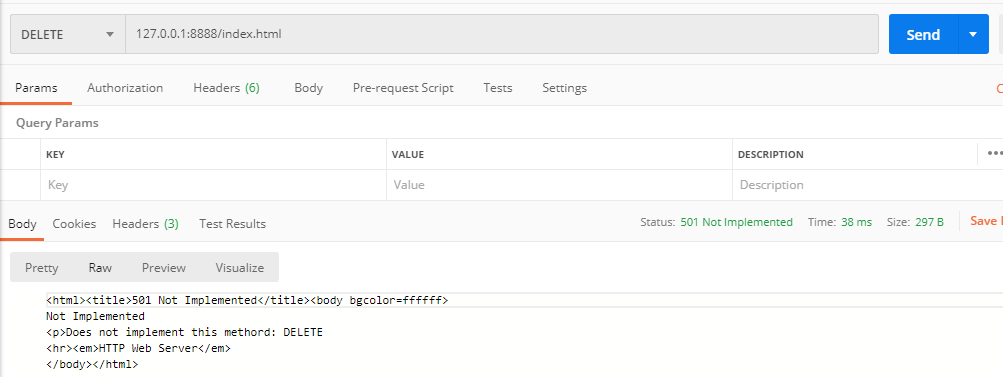 DELETE 127.0.0.1:8888/index.html Send
Params Authorization Headers (6) Body Pre-request Script Tests Settings
Query Params
KEY VALUE DESCRIPTION
Key Value Description
Body Cookies Headers (3) Test Results Status: 501 Not Implemented Time: 38 ms Size: 297 B Save
Pretty Raw Preview Visualize
<html><title>501 Not Implemented</title><body bgcolor=ffffff>
Not Implemented
<p>Does not implement this methord: DELETE
<hr><em>HTTP Web Server</em>
</body></html>